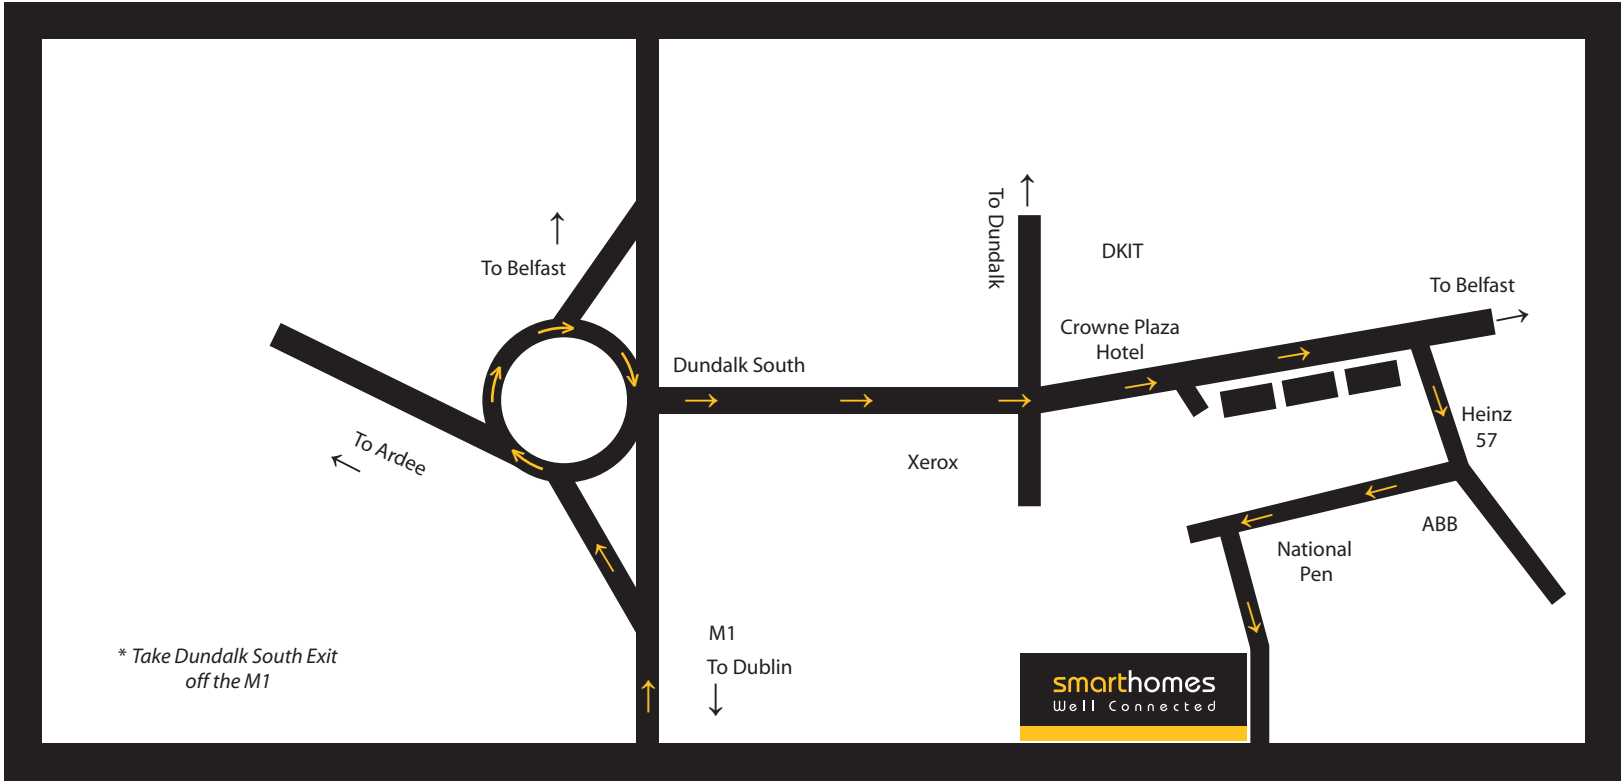 To Dundalk
DKIT
To Belfast
To Belfast
Crowne Plaza
Hotel
Dundalk South
To Ardee
Heinz
57
Xerox
ABB
National
Pen
M1
To Dublin
* Take Dundalk South Exit
off the M1
smarthomes
Well Connected